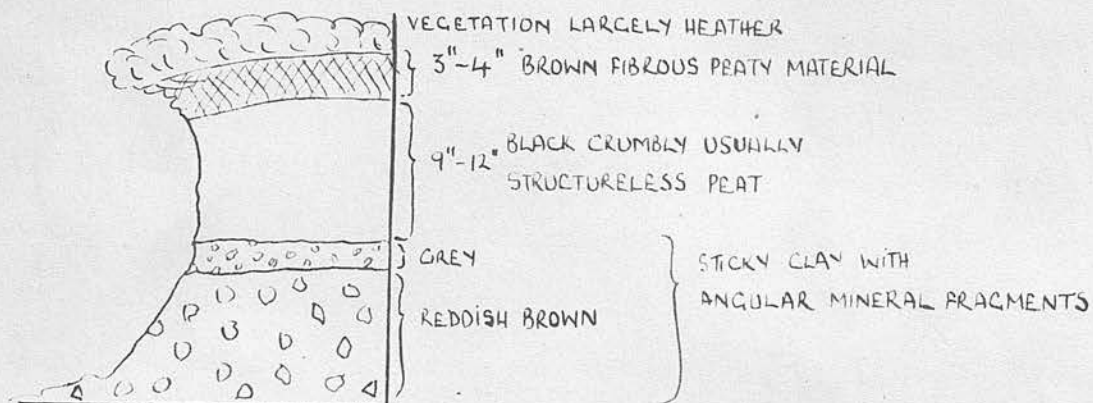 VEGETATION LARGELY HEATHER
3"-4" BROWN FIBROUS PEATY MATERIAL
9"-12" BLACK CRUMBLY USUALLY
STRUCTURELESS PEAT
GREY
REDDISH BROWN
STICKY CLAY WITH
ANGULAR MINERAL FRAGMENTS